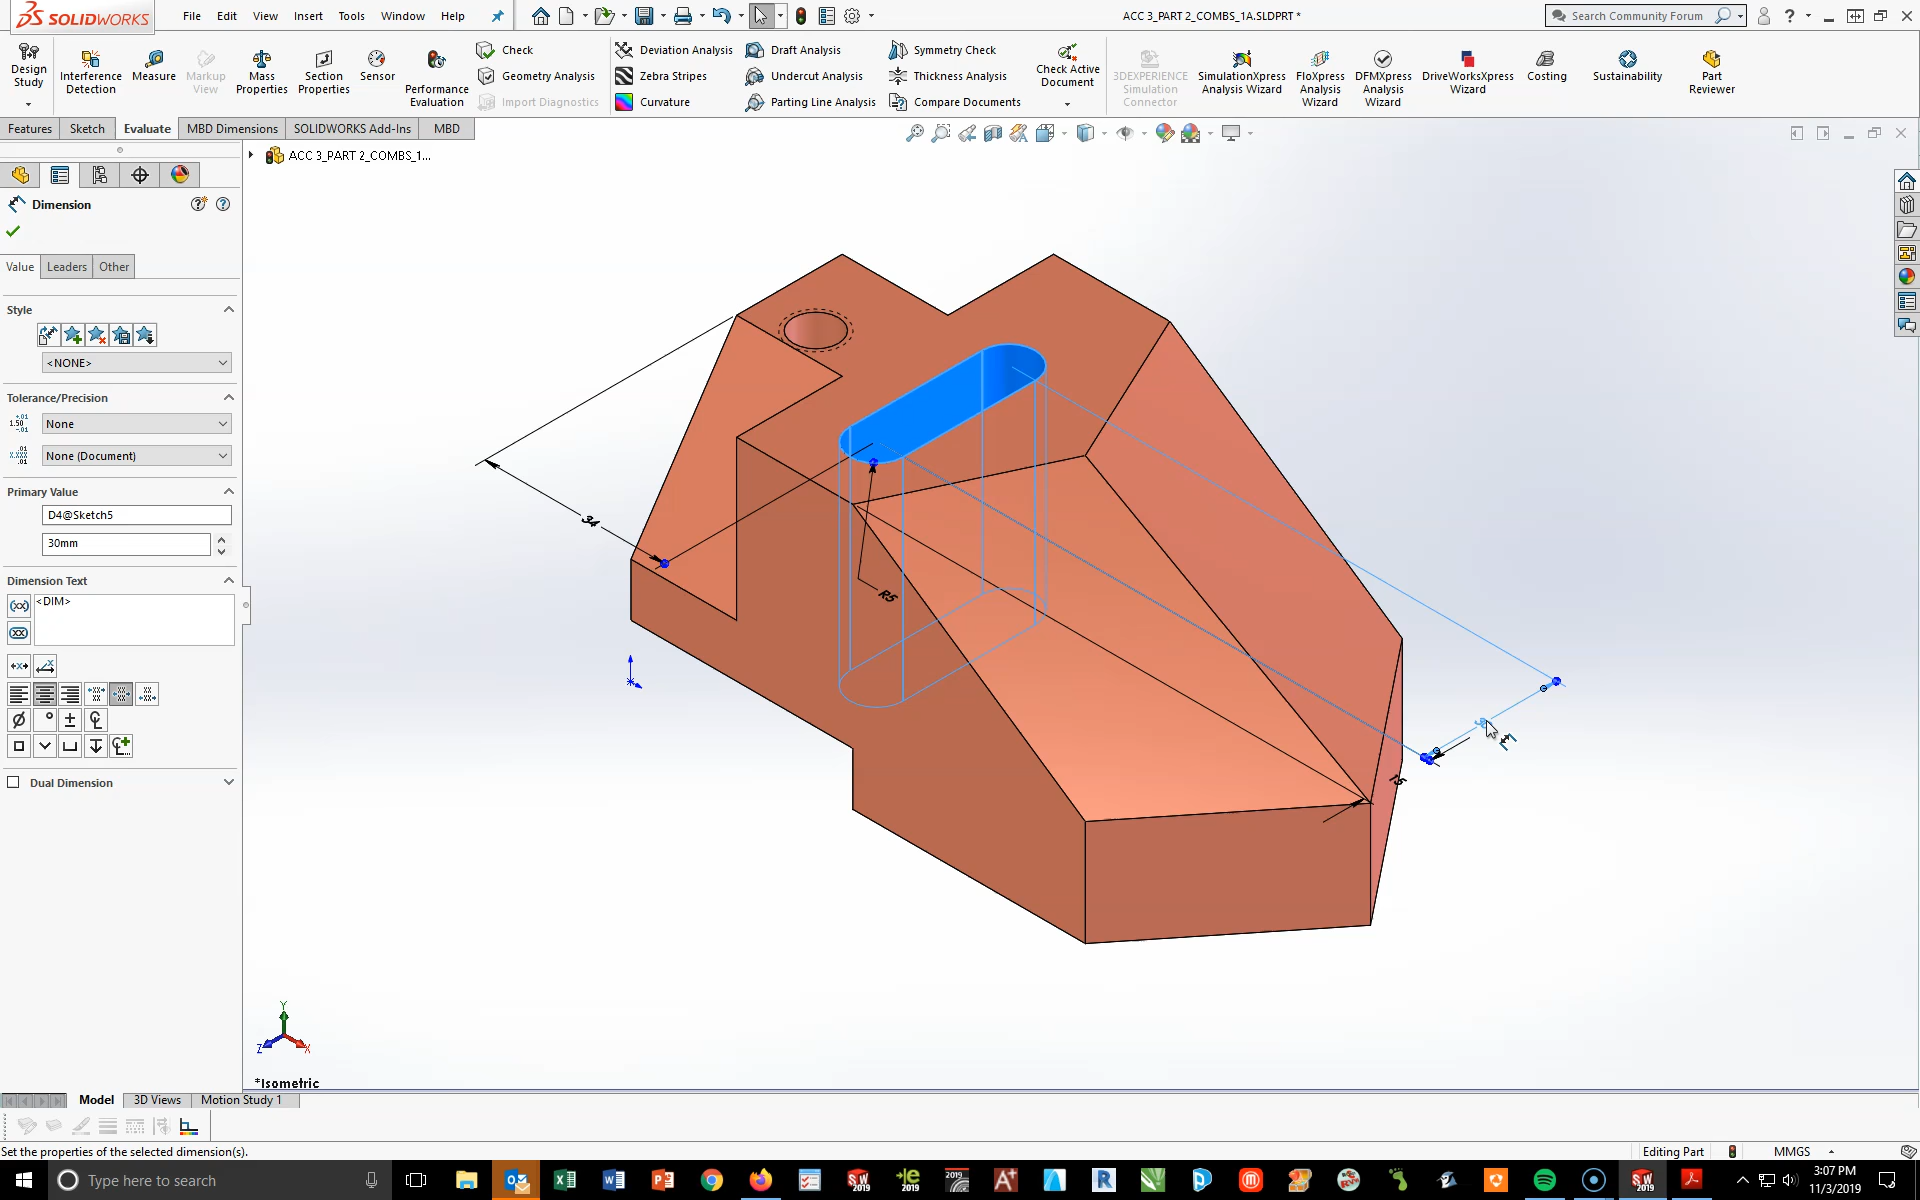 SOLIDWORKS
File Edit View Insert Tools Window Help
ACC 3_PART 2_COMBS_1A.SLDPRT *
Search Community Forum
Design Study
Interference Detection
Measure
Markup View
Mass Properties
Section Properties
Sensor
Performance Evaluation
Check
Geometry Analysis
Import Diagnostics
Deviation Analysis
Zebra Stripes
Curvature
Draft Analysis
Undercut Analysis
Parting Line Analysis
Symmetry Check
Thickness Analysis
Compare Documents
Check Active Document
3DEXPERIENCE Simulation Connector
SimulationXpress Analysis Wizard
FloXpress Analysis Wizard
DFMXpress Analysis Wizard
DriveWorksXpress Wizard
Costing
Sustainability
Part Reviewer
Features Sketch Evaluate MBD Dimensions SOLIDWORKS Add-Ins MBD
ACC 3_PART 2_COMBS_1...
Dimension
Value Leaders Other
Style
<NONE>
Tolerance/Precision
None
None (Document)
Primary Value
D4@Sketch5
30mm
Dimension Text
<DIM>
Dual Dimension
34
R5
15
Y
Z
X
*Isometric
Model 3D Views Motion Study 1
Set the properties of the selected dimension(s).
Editing Part
MMGS
Type here to search
3:07 PM
11/3/2019